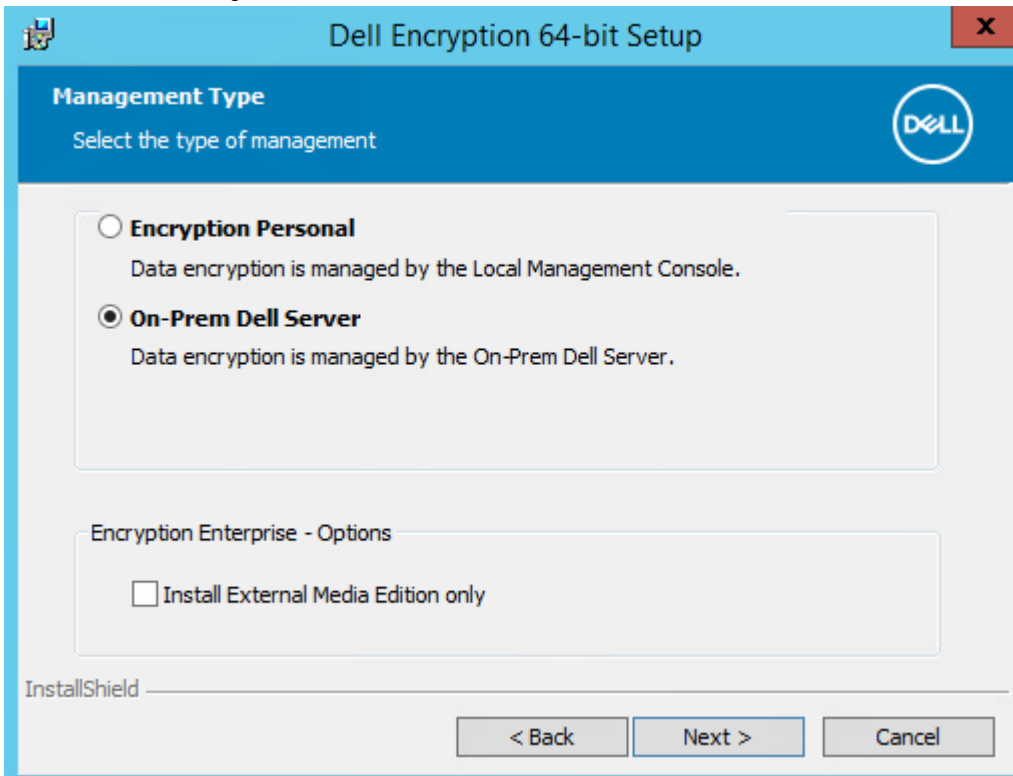 Dell Encryption 64-bit Setup
x
Management Type
Select the type of management
DELL
Encryption Personal
Data encryption is managed by the Local Management Console.
On-Prem Dell Server
Data encryption is managed by the On-Prem Dell Server.
Encryption Enterprise - Options
Install External Media Edition only
InstallShield
< Back
Next >
Cancel